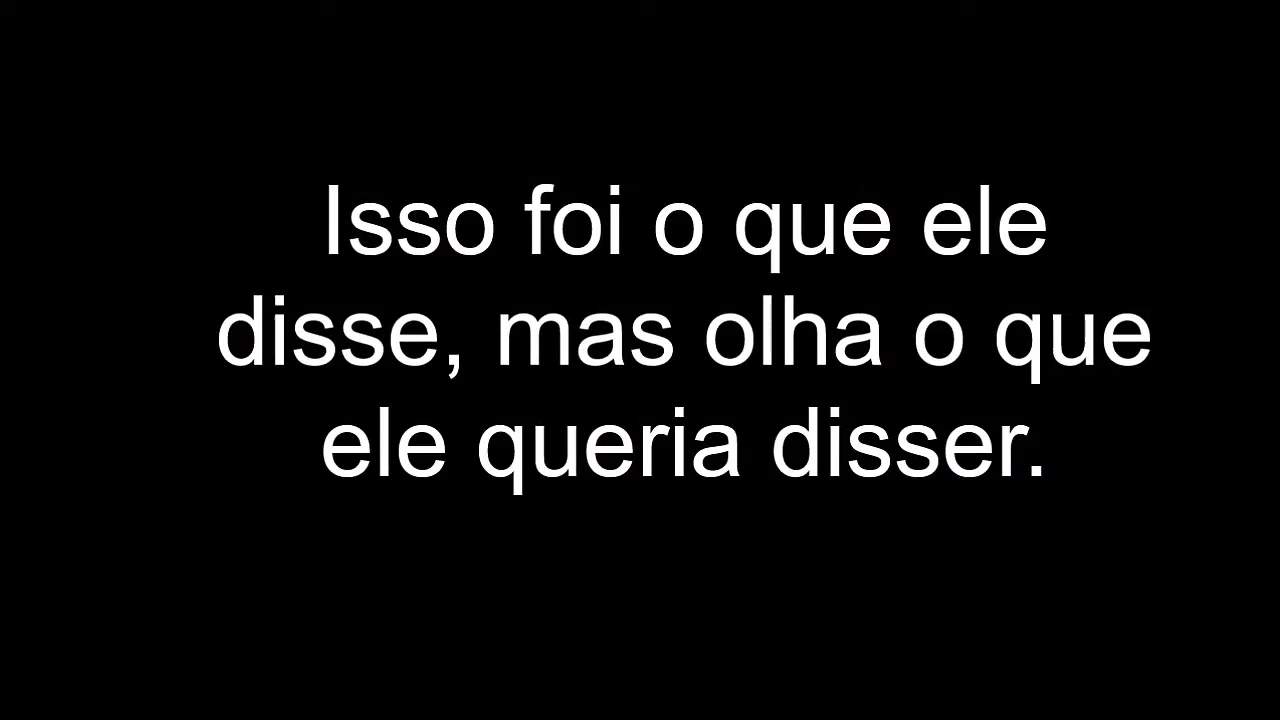 Isso foi o que ele
disse, mas olha o que
ele queria disser.